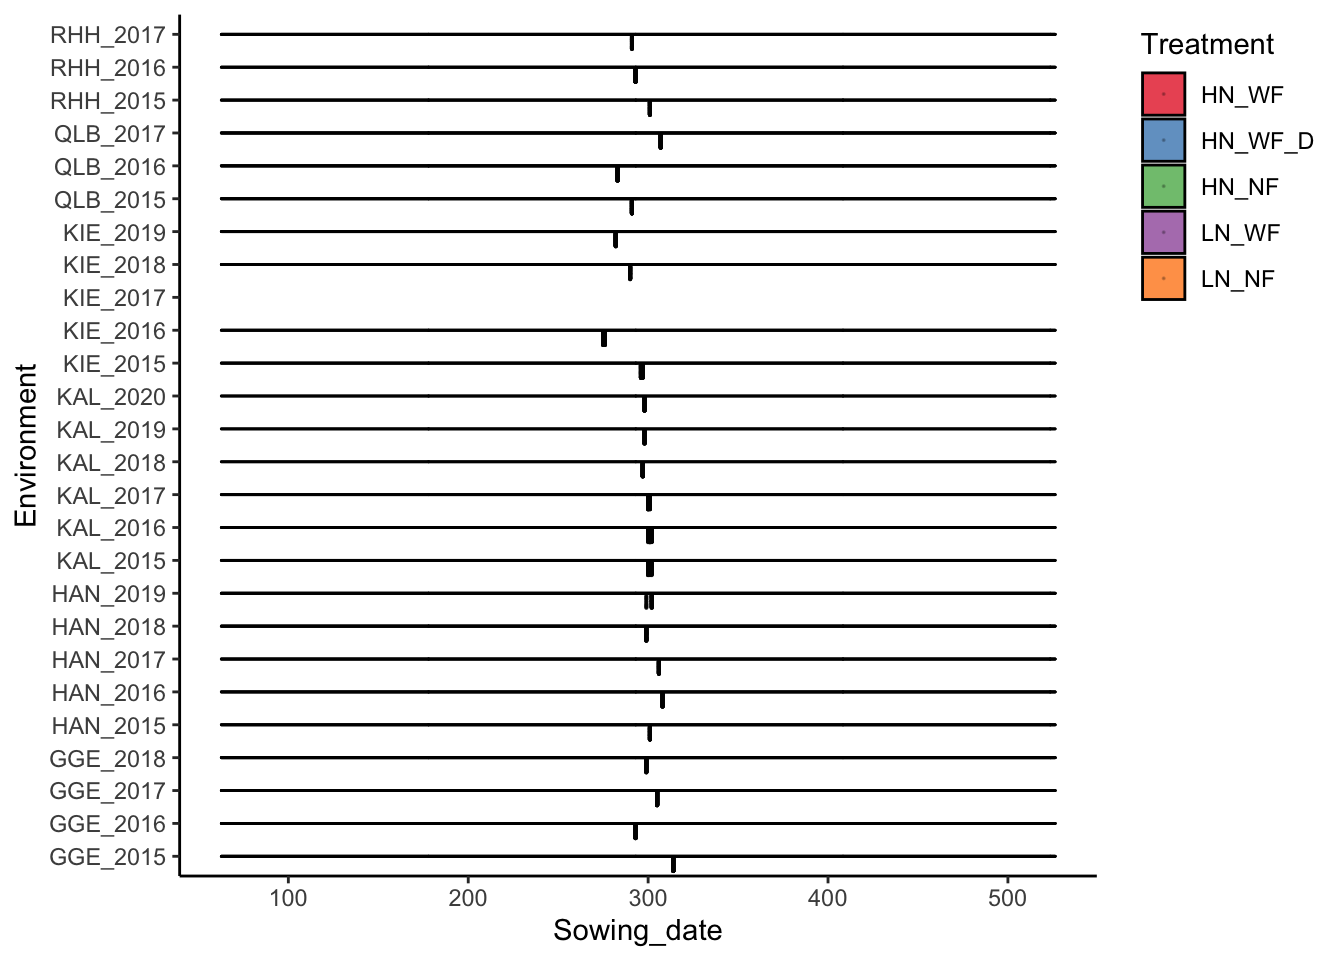 RHH_2017
RHH_2016
RHH_2015
QLB_2017
QLB_2016
QLB_2015
KIE_2019
KIE_2018
KIE_2017
KIE_2016
KIE_2015
KAL_2020
KAL_2019
KAL_2018
KAL_2017
KAL_2016
KAL_2015
HAN_2019
HAN_2018
HAN_2017
HAN_2016
HAN_2015
GGE_2018
GGE_2017
GGE_2016
GGE_2015
Environment
100 200 300 400 500
Sowing_date
Treatment
HN_WF
HN_WF_D
HN_NF
LN_WF
LN_NF